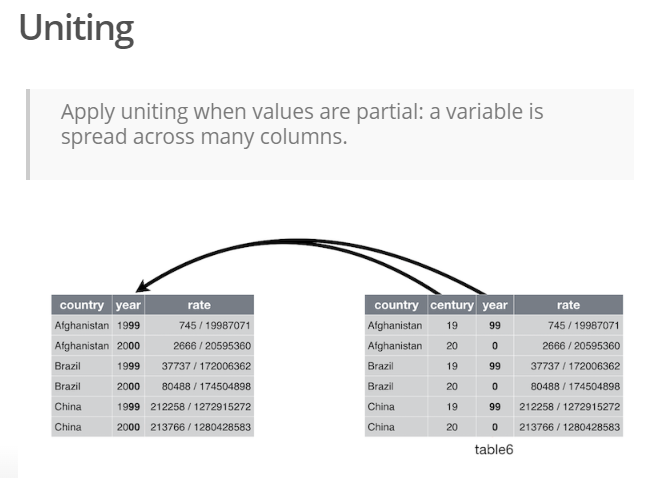 Uniting
Apply uniting when values are partial: a variable is
spread across many columns.
country year rate
Afghanistan 1999 745 / 19987071
Afghanistan 2000 2666 / 20595360
Brazil 1999 37737 / 172006362
Brazil 2000 80488 / 174504898
China 1999 212258 / 1272915272
China 2000 213766 / 1280428583
country century year rate
Afghanistan 19 99 745 / 19987071
Afghanistan 20 0 2666 / 20595360
Brazil 19 99 37737 / 172006362
Brazil 20 0 80488 / 174504898
China 19 99 212258 / 1272915272
China 20 0 213766 / 1280428583
table6